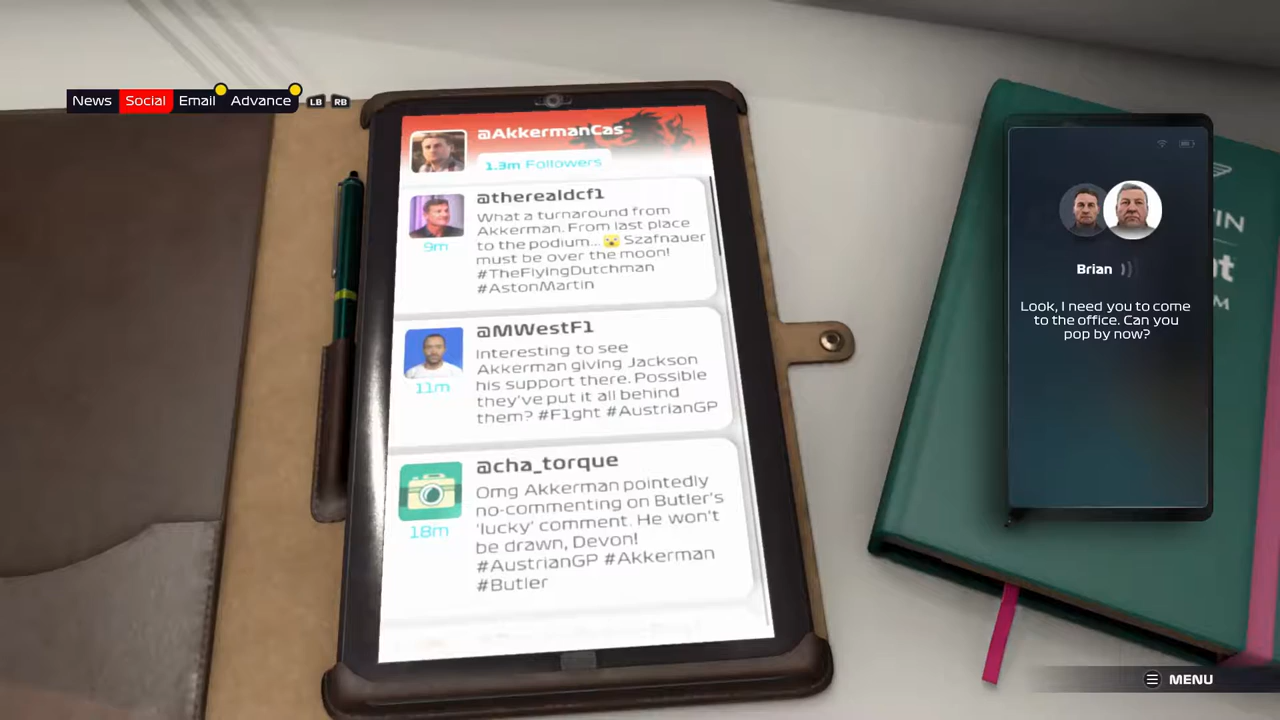 News Social Email Advance LB RB
@AkkermanCas
1.3m Followers
@therealdcf1
What a turnaround from
Akkerman. From last place
to the podium...😮 Szafnauer
must be over the moon!
#TheFlyingDutchman
#AstonMartin
9m
@MWestF1
Interesting to see
Akkerman giving Jackson
his support there. Possible
they've put it all behind
them? #F1ght #AustrianGP
11m
@cha_torque
Omg Akkerman pointedly
no-commenting on Butler's
'lucky' comment. He won't
be drawn, Devon!
#AustrianGP #Akkerman
#Butler
18m
Brian
Look, I need you to come
to the office. Can you
pop by now?
MENU